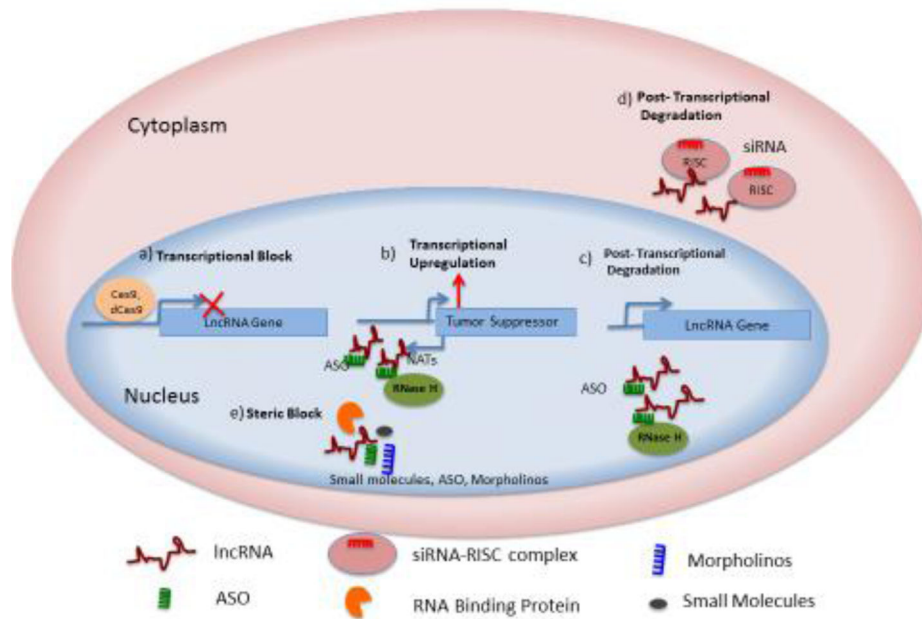 d) Post- Transcriptional
Degradation
Cytoplasm
siRNA
RISC
RISC
a) Transcriptional Block
b) Transcriptional
Upregulation
c) Post- Transcriptional
Degradation
Cas9,
dCas9
LncRNA Gene
Tumor Suppressor
LncRNA Gene
ASO
NATs
RNase H
ASO
Nucleus
e) Steric Block
RNase H
Small molecules, ASO, Morpholinos
lncRNA
siRNA-RISC complex
Morpholinos
ASO
RNA Binding Protein
Small Molecules